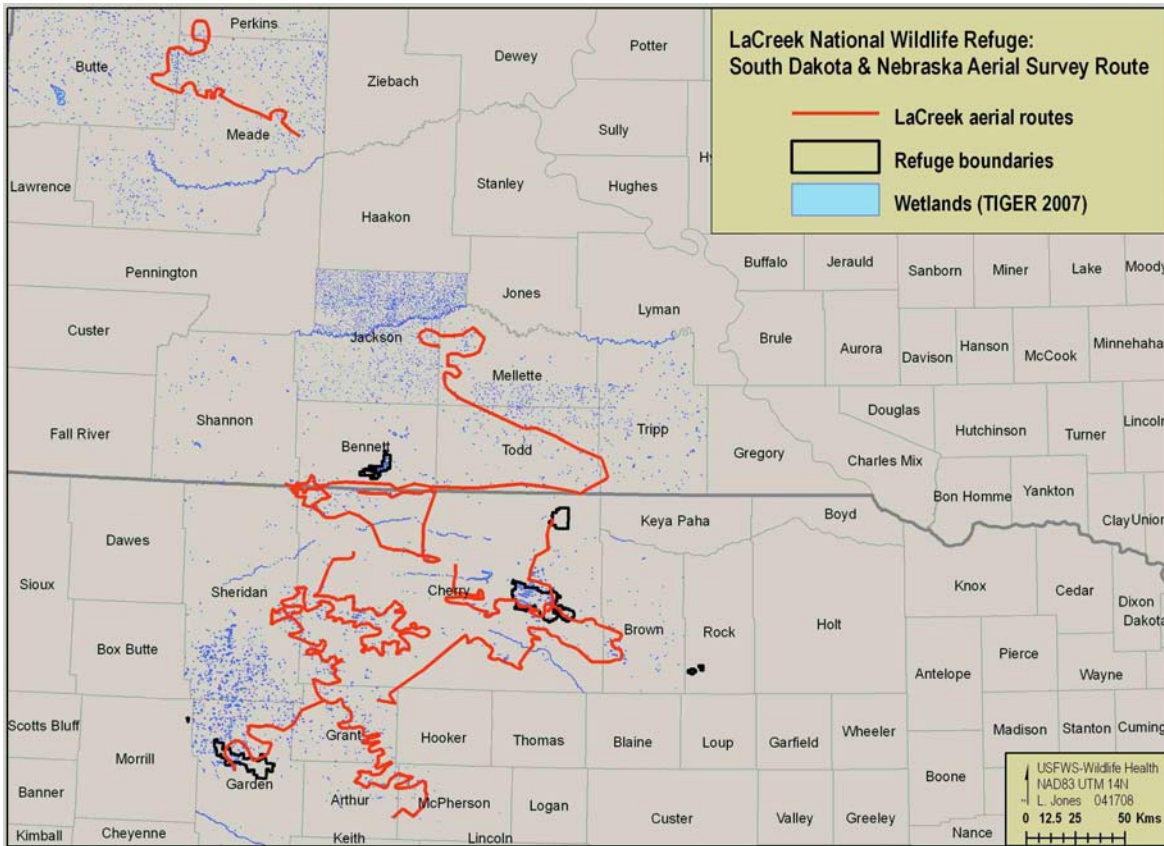 LaCreek National Wildlife Refuge:
South Dakota & Nebraska Aerial Survey Route
LaCreek aerial routes
Refuge boundaries
Wetlands (TIGER 2007)
Perkins
Butte
Meade
Lawrence
Ziebach
Dewey
Potter
Sully
Hy
Hughes
Stanley
Haakon
Pennington
Custer
Fall River
Shannon
Jackson
Jones
Lyman
Mellette
Bennett
Todd
Tripp
Buffalo
Jerauld
Sanborn
Miner
Lake
Moody
Brule
Aurora
Davison
Hanson
McCook
Minnehaha
Gregory
Douglas
Charles Mix
Hutchinson
Turner
Lincoln
Bon Homme
Yankton
Clay
Union
Sioux
Dawes
Sheridan
Cherry
Keya Paha
Boyd
Box Butte
Brown
Rock
Holt
Knox
Cedar
Dixon
Dakota
Antelope
Pierce
Wayne
Scotts Bluff
Morrill
Garden
Grant
Hooker
Thomas
Blaine
Loup
Garfield
Wheeler
Madison
Stanton
Cuming
Boone
Banner
Kimball
Cheyenne
Arthur
McPherson
Keith
Lincoln
Logan
Custer
Valley
Greeley
Nance
USFWS-Wildlife Health
NAD83 UTM 14N
L. Jones 041708
0 12.5 25 50 Kms